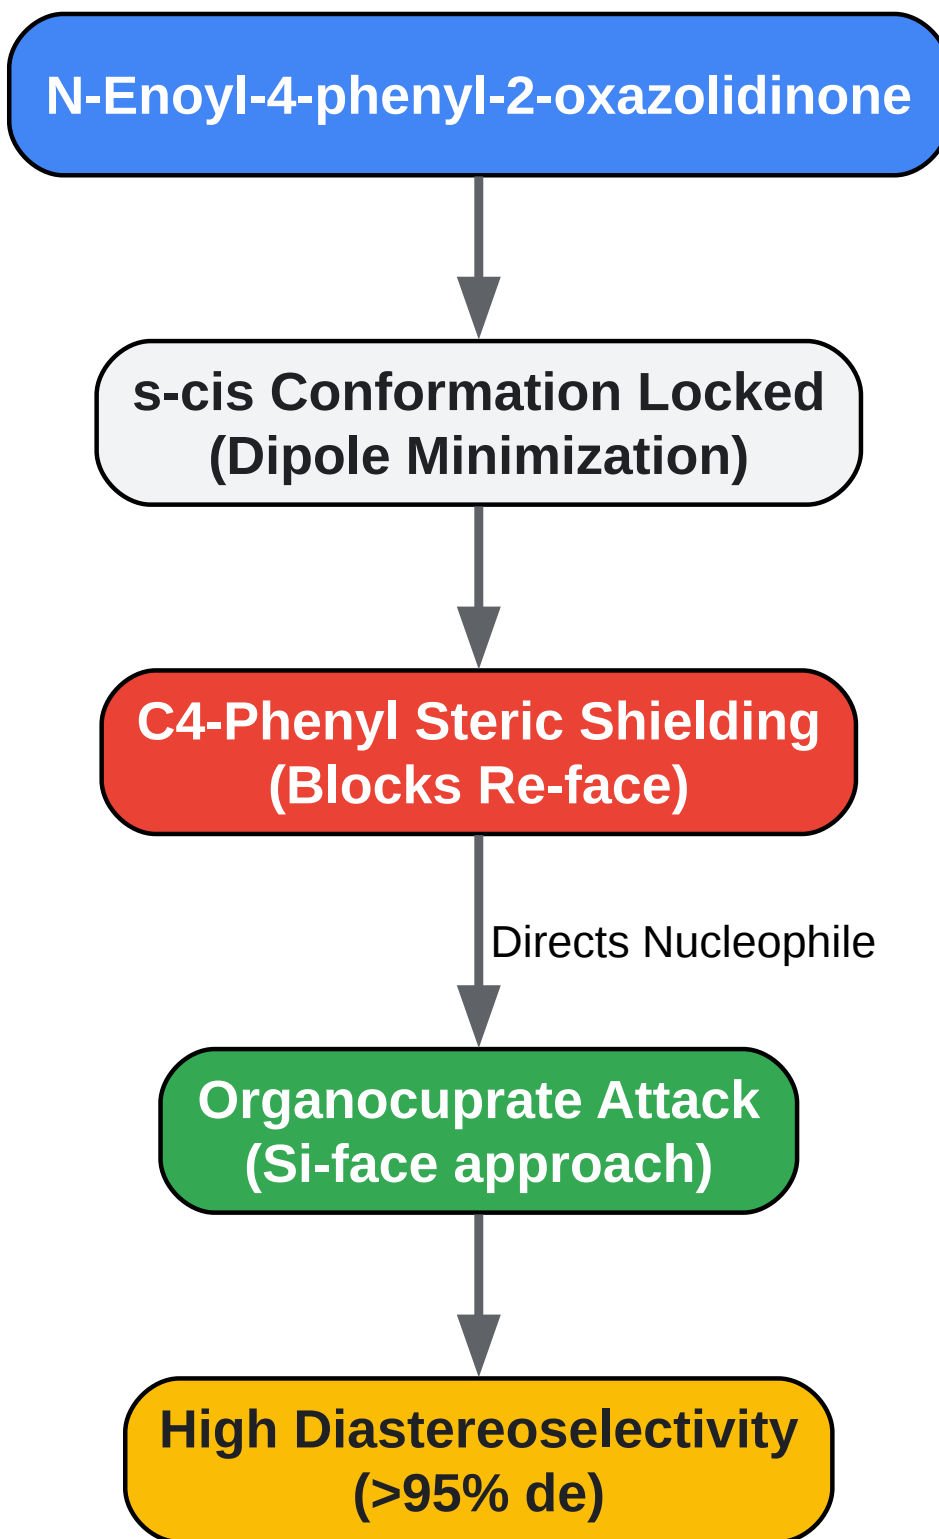 N-Enoyl-4-phenyl-2-oxazolidinone
s-cis Conformation Locked
(Dipole Minimization)
C4-Phenyl Steric Shielding
(Blocks Re-face)
Directs Nucleophile
Organocuprate Attack
(Si-face approach)
High Diastereoselectivity
(>95% de)